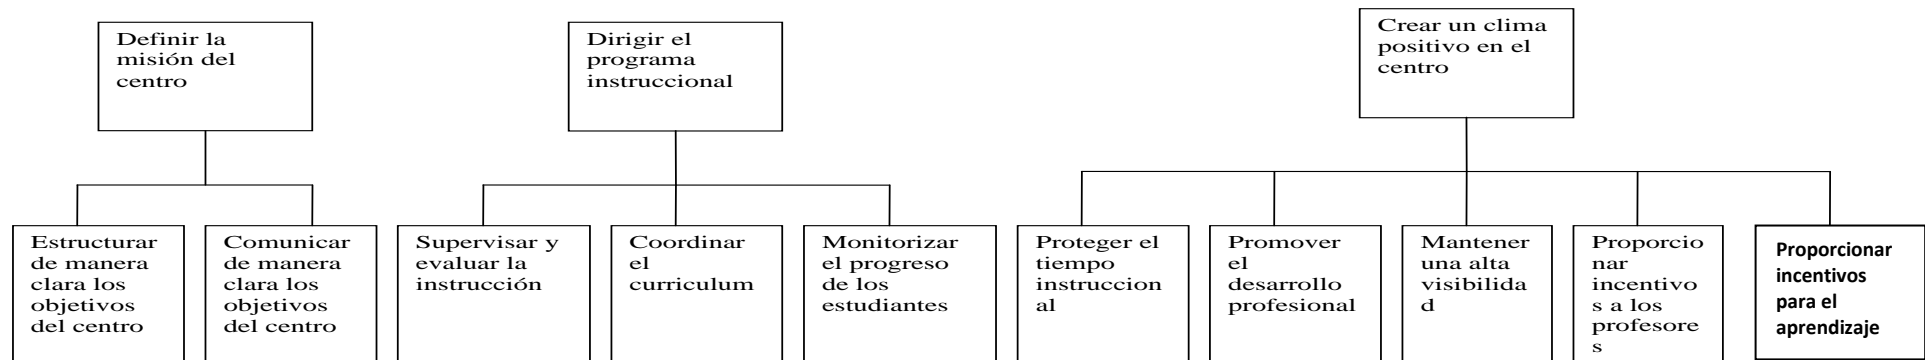 Definir la
misión del
centro
Dirigir el
programa
instruccional
Crear un clima
positivo en el
centro
Estructurar
de manera
clara los
objetivos
del centro
Comunicar
de manera
clara los
objetivos
del centro
Supervisar y
evaluar la
instrucción
Coordinar
el
curriculum
Monitorizar
el progreso
de los
estudiantes
Proteger el
tiempo
instruccion
al
Promover
el
desarrollo
profesional
Mantener
una alta
visibilida
d
Proporcio
nar
incentivo
s a los
profesore
s
Proporcionar
incentivos
para el
aprendizaje